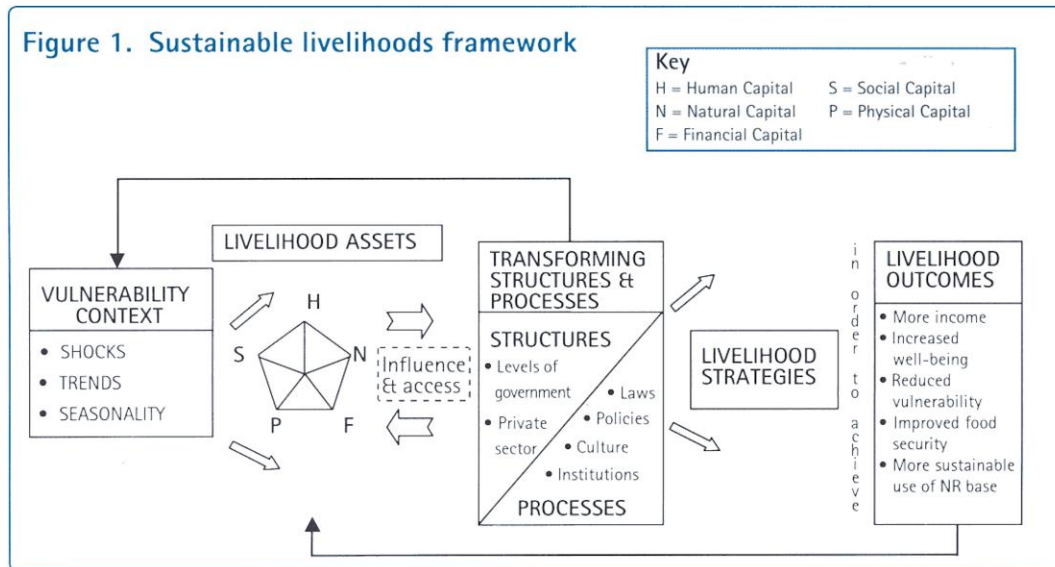 Figure 1. Sustainable livelihoods framework
Key
H = Human Capital
S = Social Capital
N = Natural Capital
P = Physical Capital
F = Financial Capital
LIVELIHOOD ASSETS
VULNERABILITY
CONTEXT
• SHOCKS
• TRENDS
• SEASONALITY
H
S
N
P
F
Influence
& access
TRANSFORMING
STRUCTURES &
PROCESSES
STRUCTURES
• Levels of
government
• Private
sector
• Laws
• Policies
• Culture
• Institutions
PROCESSES
LIVELIHOOD
STRATEGIES
in order to achieve
LIVELIHOOD
OUTCOMES
• More income
• Increased
well-being
• Reduced
vulnerability
• Improved food
security
• More sustainable
use of NR base